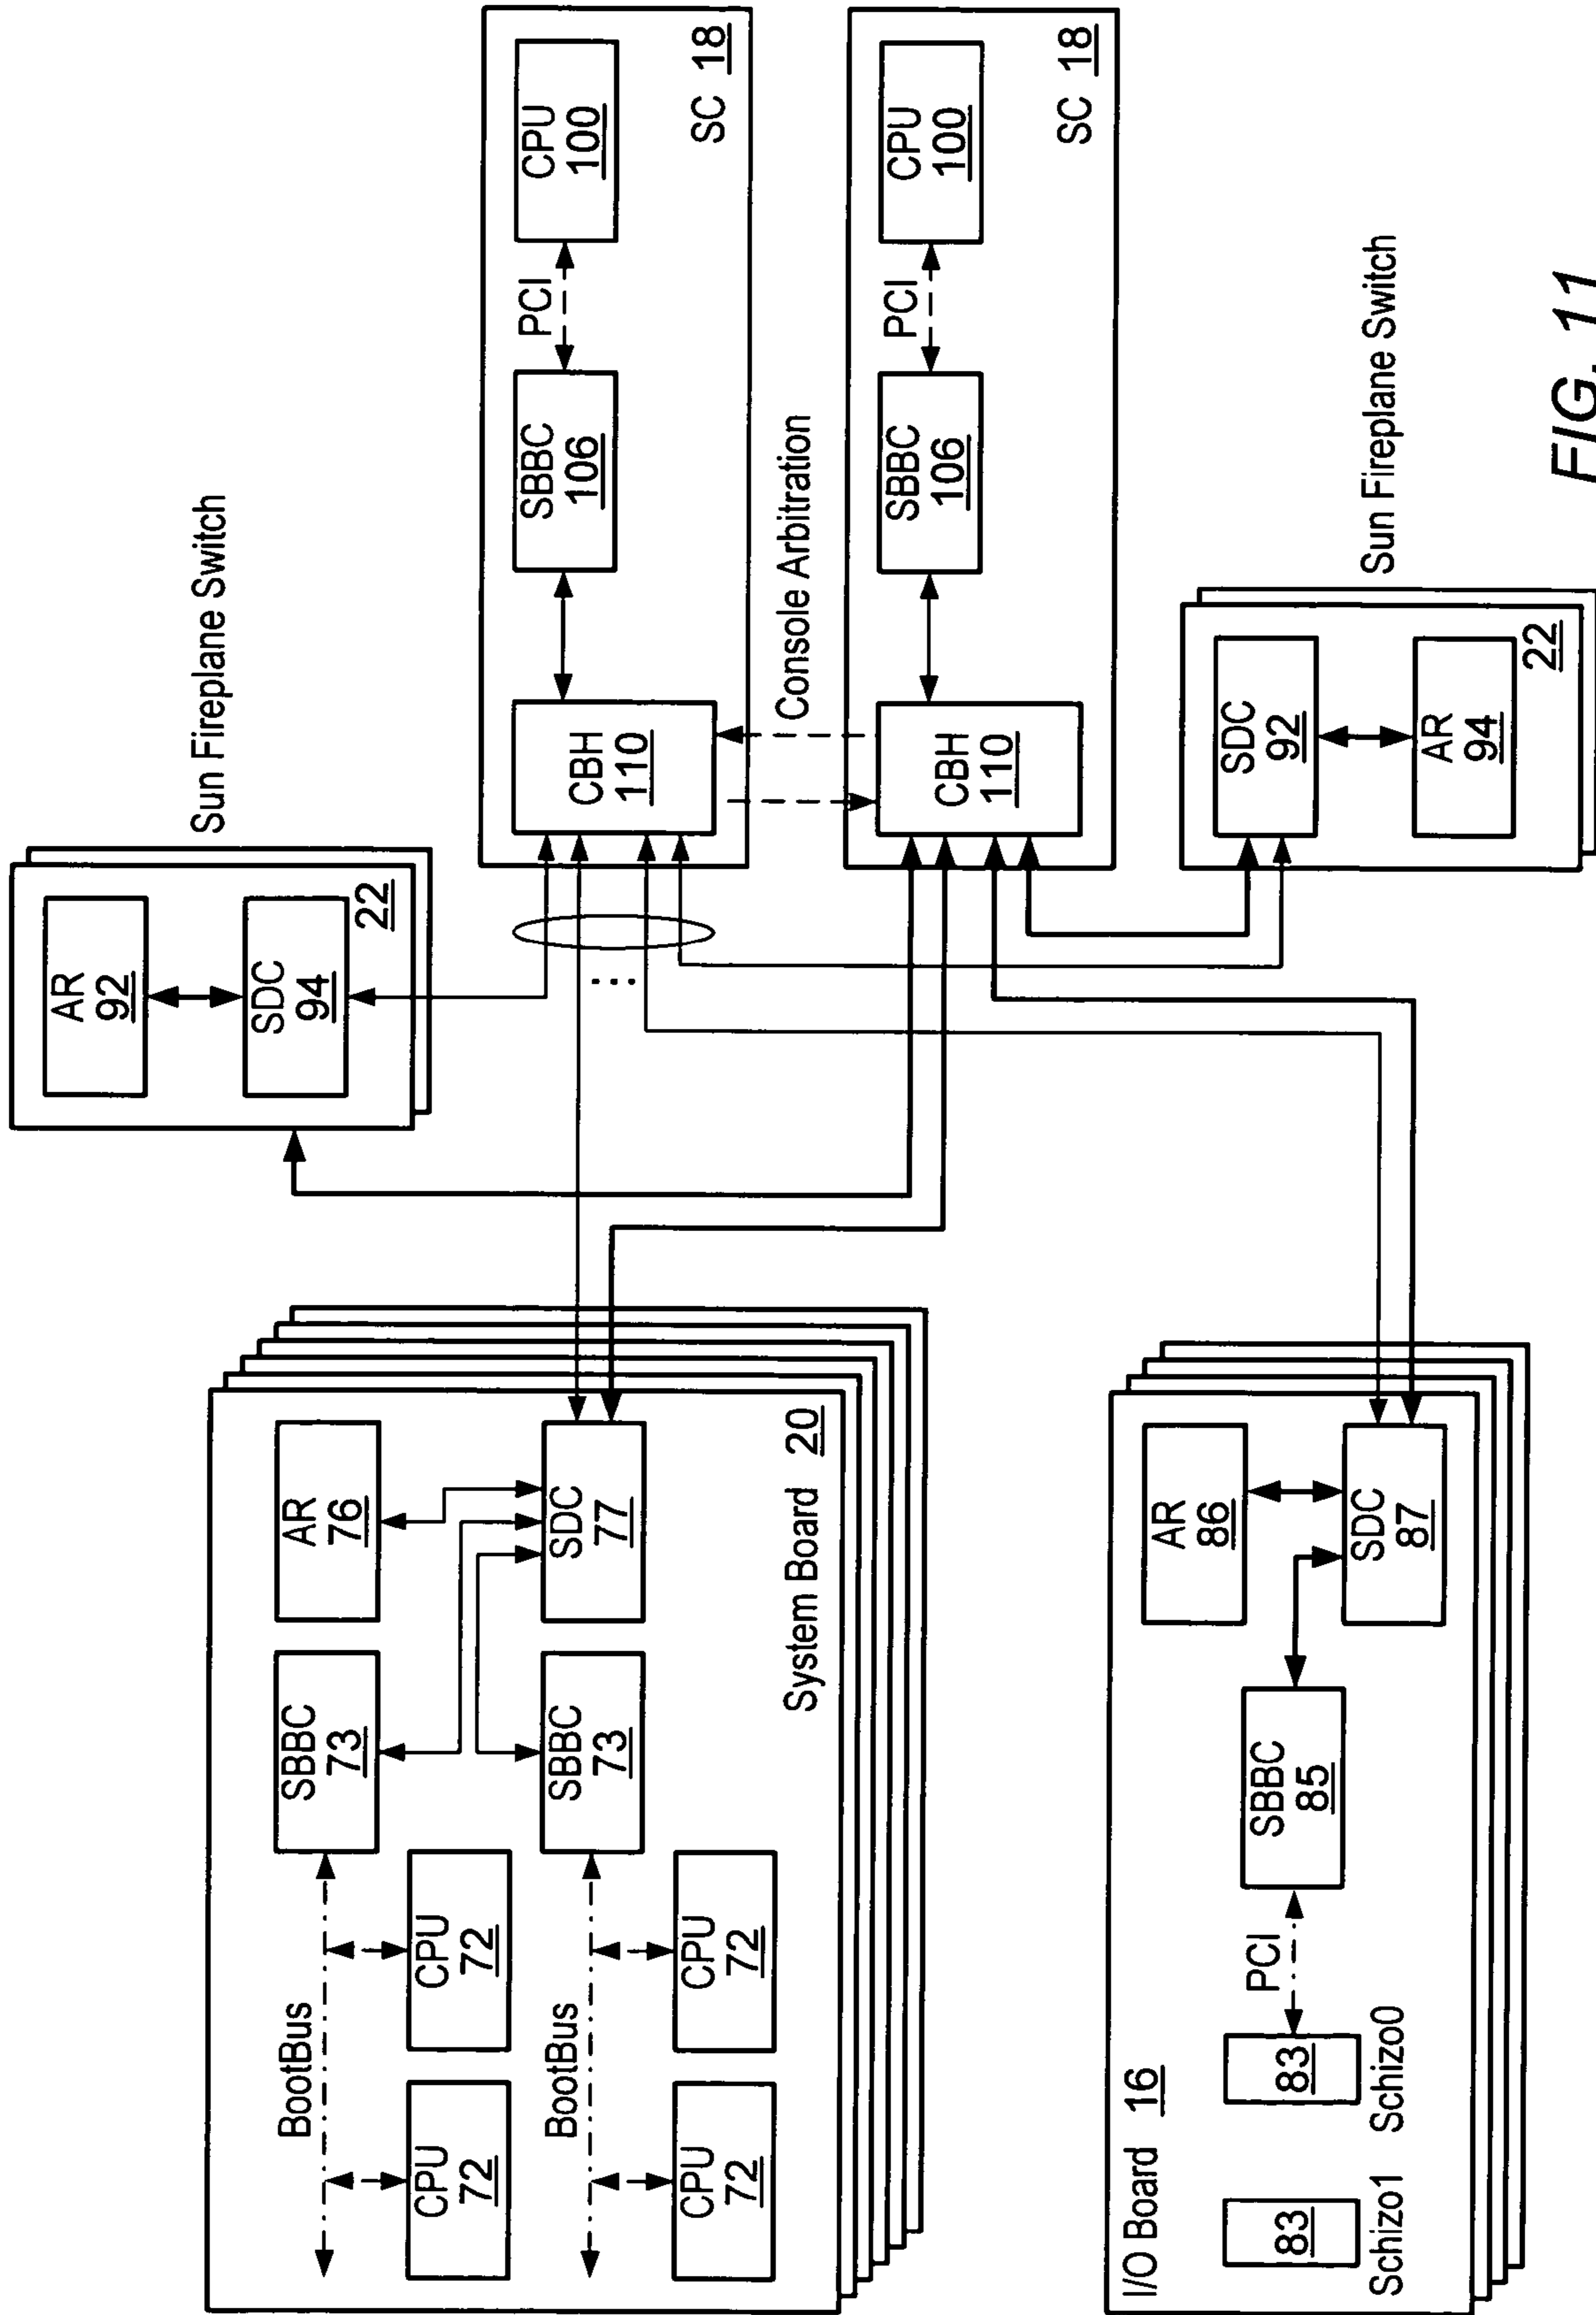 BootBus
CPU
72
CPU
72
SBBC
73
AR
76
BootBus
CPU
72
CPU
72
SBBC
73
SDC
77
System Board 20
AR
92
SDC
94
22
Sun Fireplane Switch
CBH
110
SBBC
106
PCI
CPU
100
SC 18
...
Console Arbitration
CBH
110
SBBC
106
PCI
CPU
100
SC 18
I/O Board 16
83
Schizo1
83
Schizo0
PCI
SBBC
85
AR
86
SDC
87
SDC
92
AR
94
22
Sun Fireplane Switch
FIG. 11